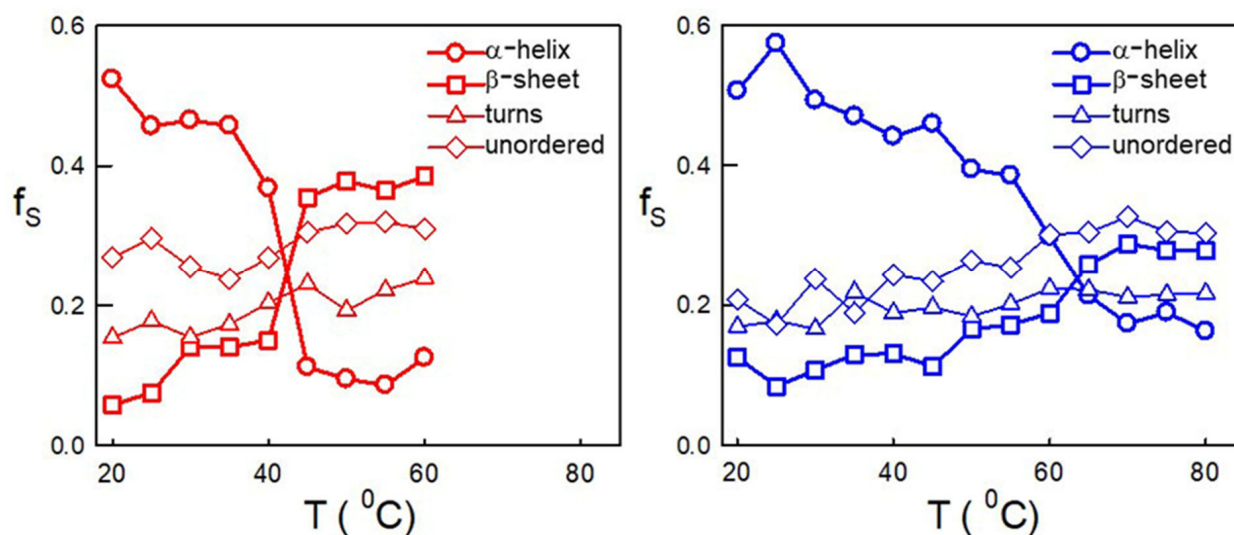 0.6
0.4
0.2
0.0
fS
α-helix
β-sheet
turns
unordered
20 40 60 80
T ( ⁰C)
0.6
0.4
0.2
0.0
fS
α-helix
β-sheet
turns
unordered
20 40 60 80
T ( ⁰C)